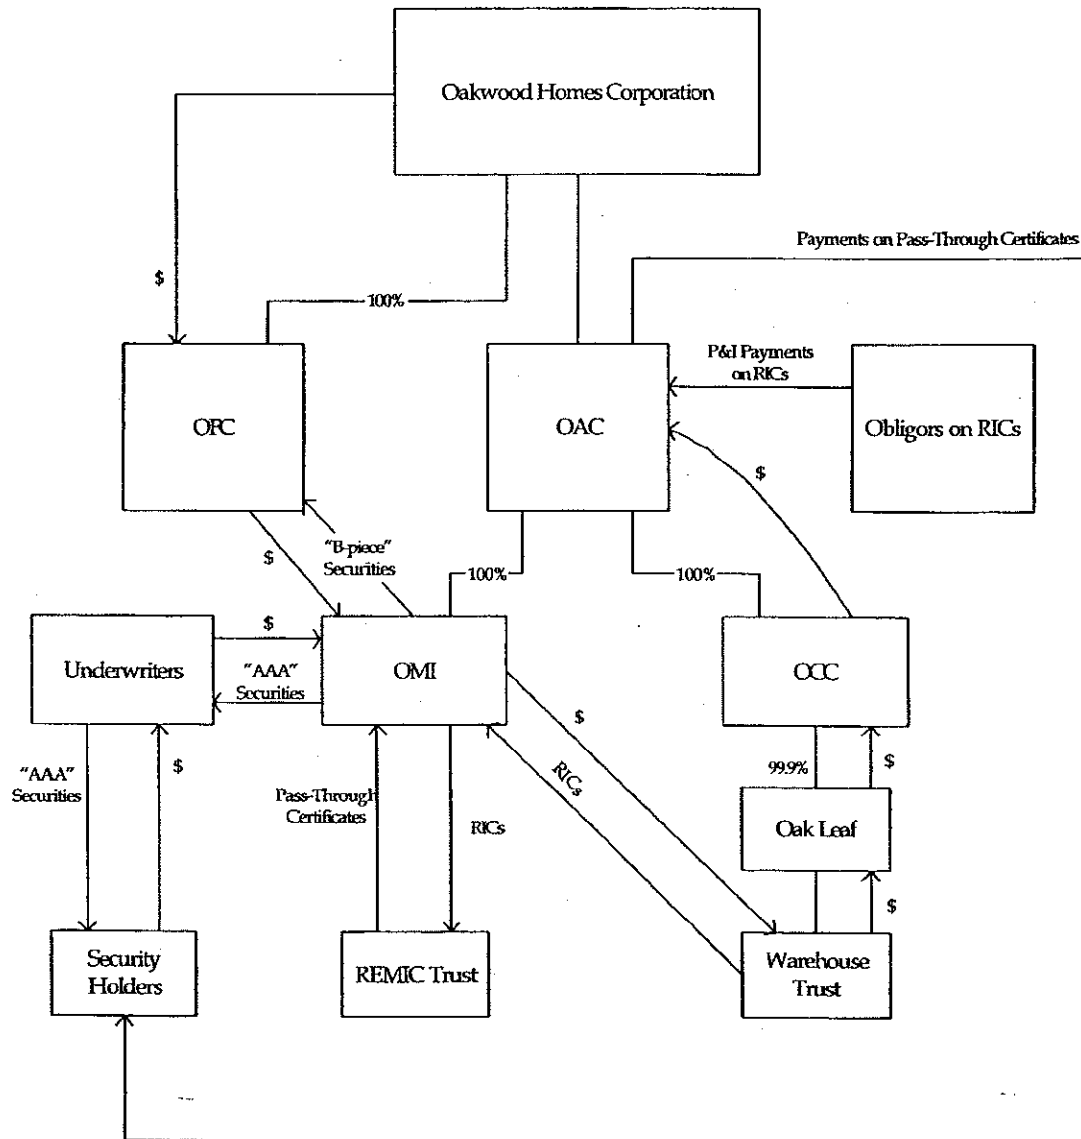 Oakwood Homes Corporation
Payments on Pass-Through Certificates
$
100%
OFC
OAC
P&I Payments
on RICs
Obligors on RICs
$
$
"B-piece"
Securities
100%
100%
Underwriters
$
"AAA"
Securities
OMI
OCC
$
RICs
"AAA"
Securities
$
Pass-Through
Certificates
RICs
99.9%
$
Oak Leaf
$
Security
Holders
REMIC Trust
Warehouse
Trust